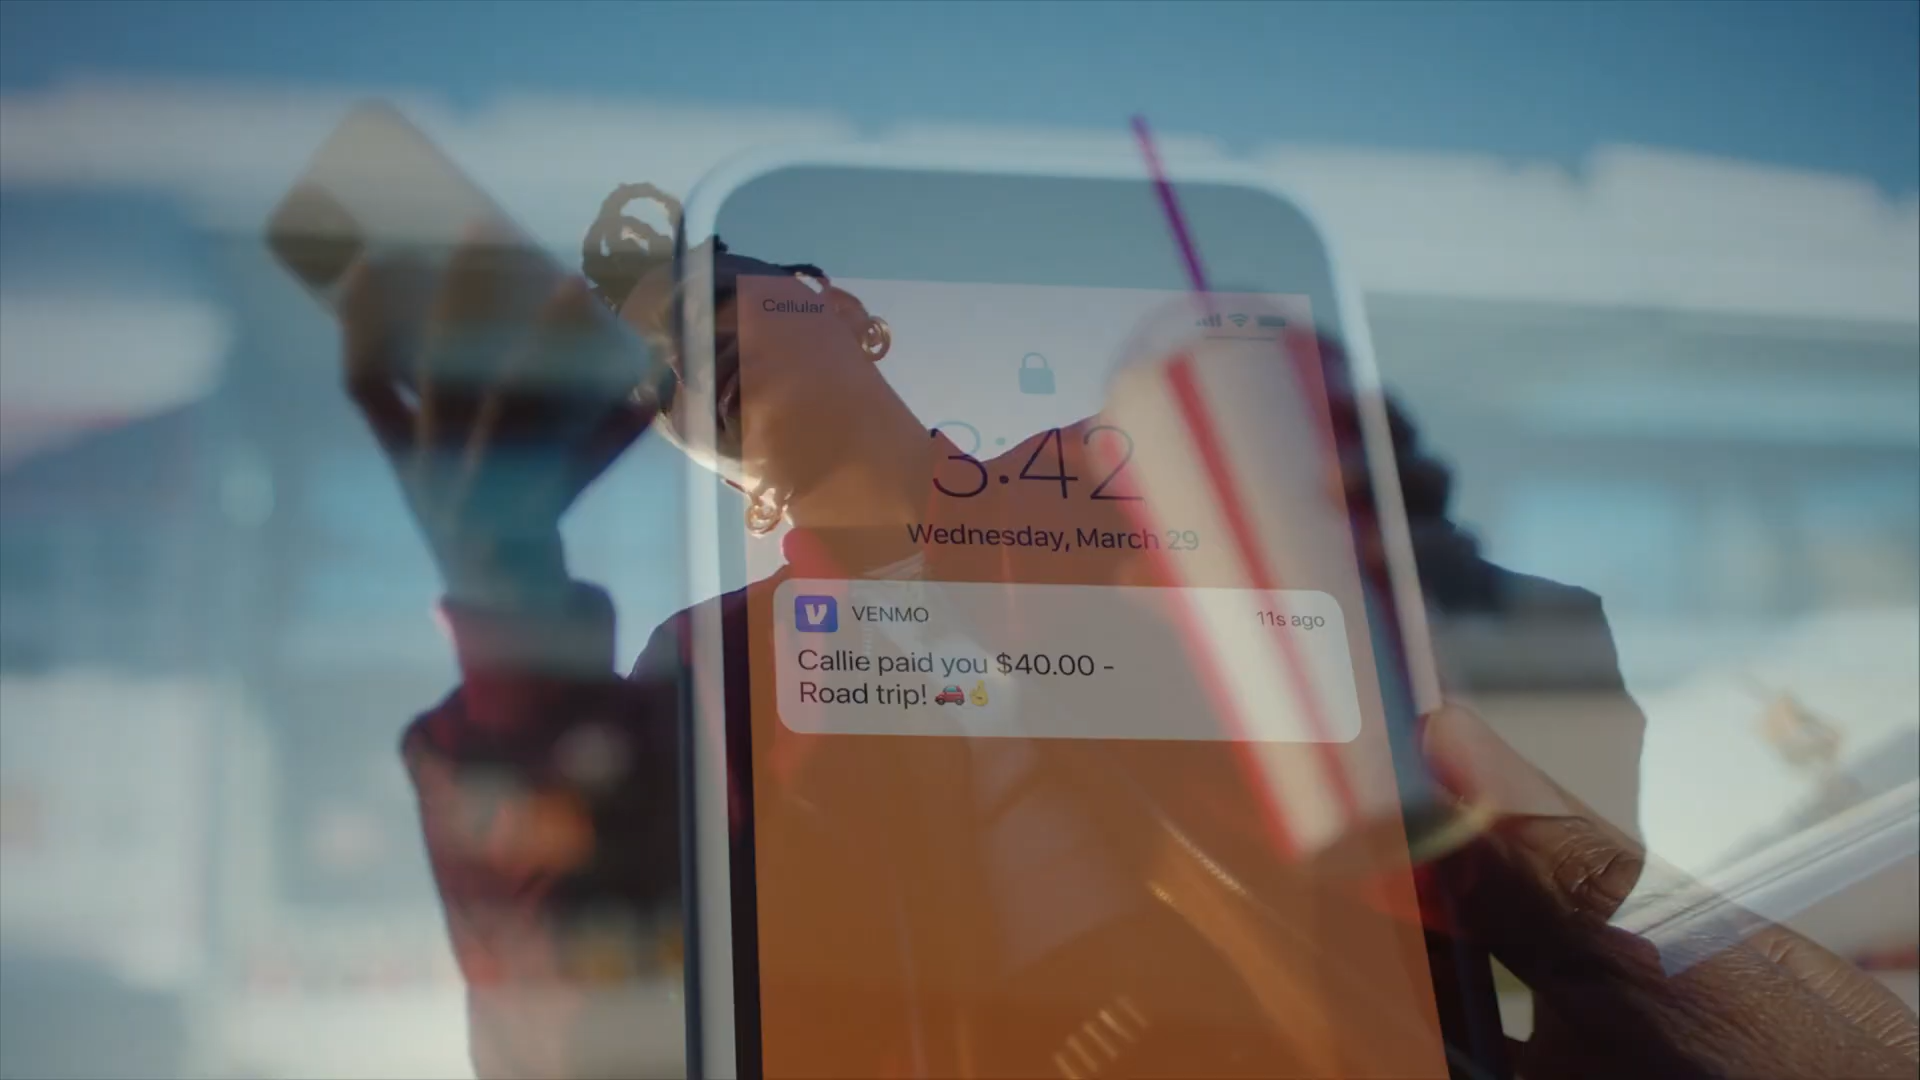 Cellular
3:42
Wednesday, March 29
VENMO
11s ago
Callie paid you $40.00 -
Road trip! 🚗🤞